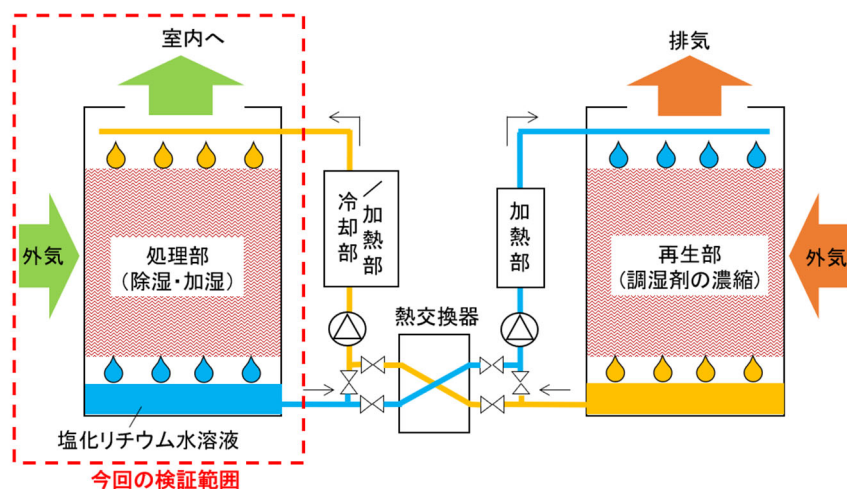 室内へ
排気
外気
処理部
(除湿・加湿)
冷却部
／加熱部
加熱部
再生部
(調湿剤の濃縮)
外気
熱交換器
塩化リチウム水溶液
今回の検証範囲